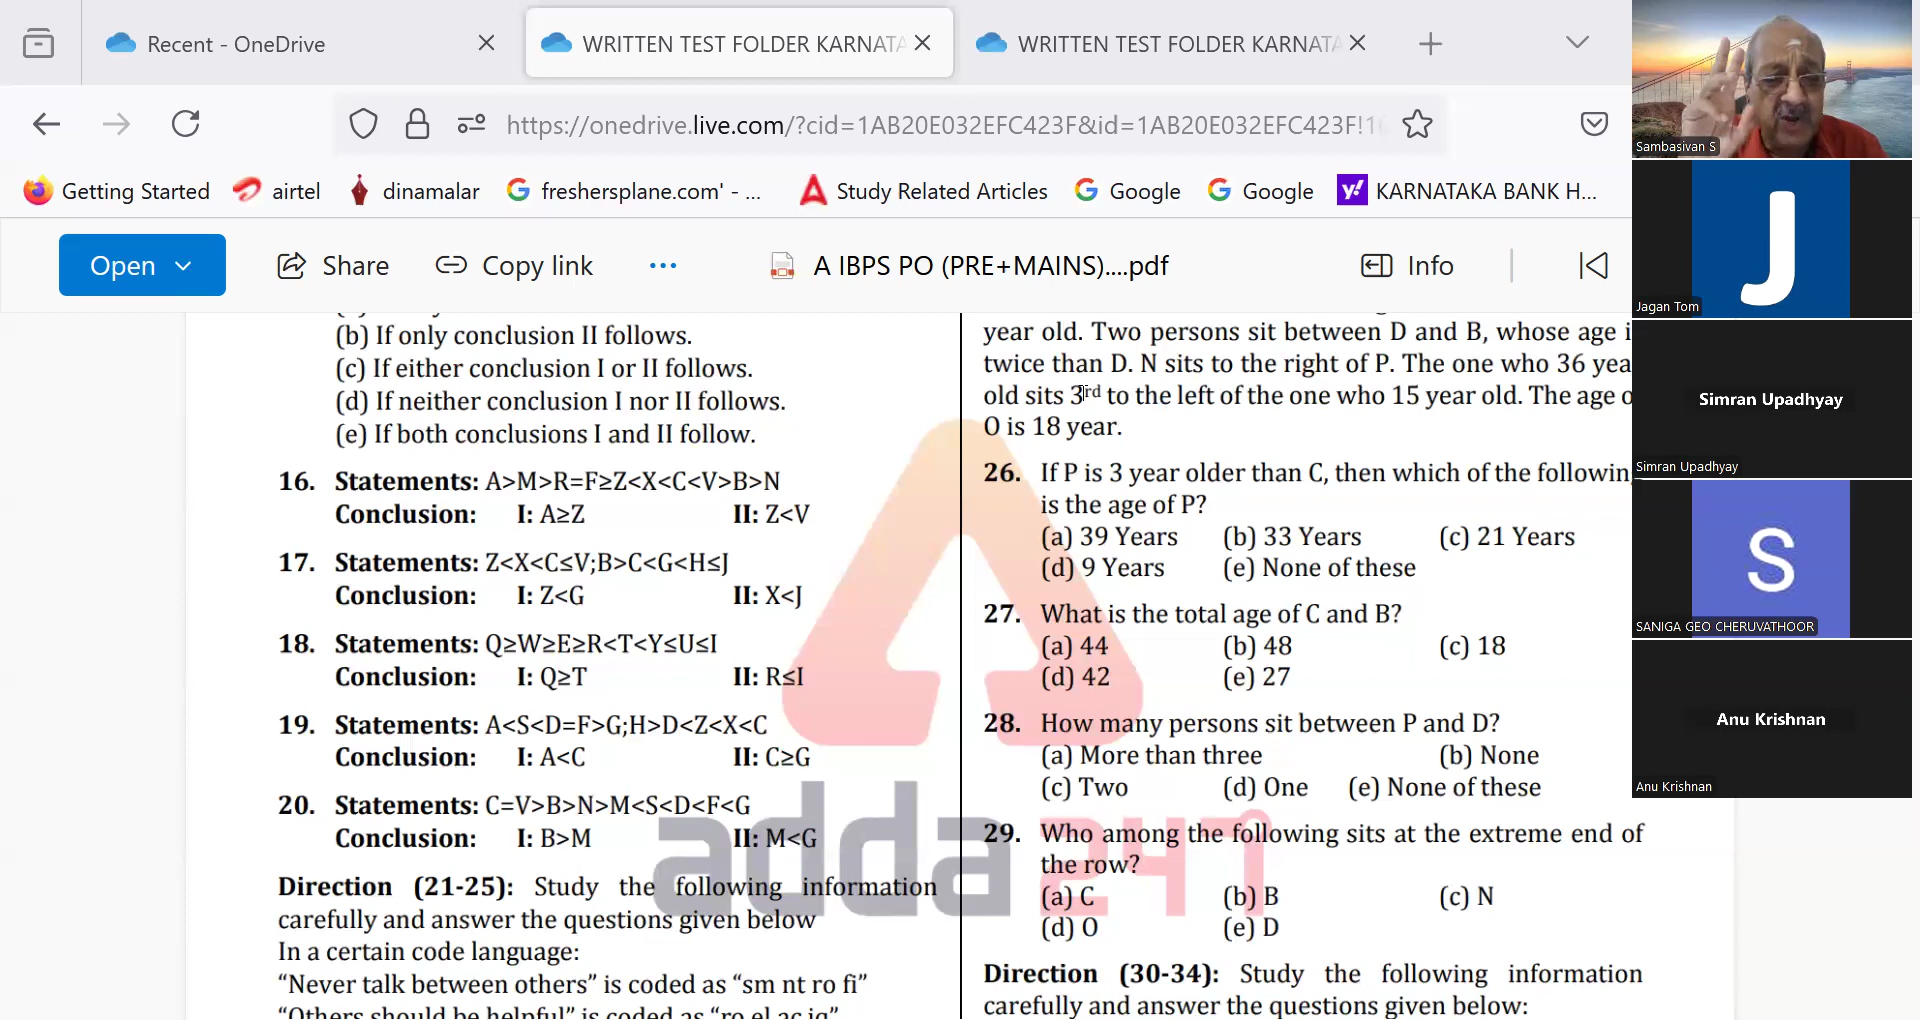 Recent - OneDrive
WRITTEN TEST FOLDER KARNATA
WRITTEN TEST FOLDER KARNATA
https://onedrive.live.com/?cid=1AB20E032EFC423F&id=1AB20E032EFC423F!1
Getting Started
airtel
dinamalar
freshersplane.com' - ...
Study Related Articles
Google
Google
KARNATAKA BANK H...
Open
Share
Copy link
...
A IBPS PO (PRE+MAINS)....pdf
Info
(b) If only conclusion II follows.
(c) If either conclusion I or II follows.
(d) If neither conclusion I nor II follows.
(e) If both conclusions I and II follow.
16. Statements: A>M>R=F≥Z<X<C<V>B>N
Conclusion: I: A≥Z II: Z<V
17. Statements: Z<X<C≤V;B>C<G<H≤J
Conclusion: I: Z<G II: X<J
18. Statements: Q≥W≥E≥R<T<Y≤U≤I
Conclusion: I: Q≥T II: R≤I
19. Statements: A<S<D=F>G;H>D<Z<X<C
Conclusion: I: A<C II: C≥G
20. Statements: C=V>B>N>M<S<D<F<G
Conclusion: I: B>M II: M<G
Direction (21-25): Study the following information
carefully and answer the questions given below
In a certain code language:
“Never talk between others” is coded as “sm nt ro fi”
“Others should be helpful” is coded as “ro el ac jg”
year old. Two persons sit between D and B, whose age i
twice than D. N sits to the right of P. The one who 36 yea
old sits 3rd to the left of the one who 15 year old. The age o
O is 18 year.
26. If P is 3 year older than C, then which of the followin
is the age of P?
(a) 39 Years (b) 33 Years (c) 21 Years
(d) 9 Years (e) None of these
27. What is the total age of C and B?
(a) 44 (b) 48 (c) 18
(d) 42 (e) 27
28. How many persons sit between P and D?
(a) More than three (b) None
(c) Two (d) One (e) None of these
29. Who among the following sits at the extreme end of
the row?
(a) C (b) B (c) N
(d) O (e) D
Direction (30-34): Study the following information
carefully and answer the questions given below:
adda 247
Sambasivan S
J
Jagan Tom
Simran Upadhyay
Simran Upadhyay
S
SANIGA GEO CHERUVATHOOR
Anu Krishnan
Anu Krishnan